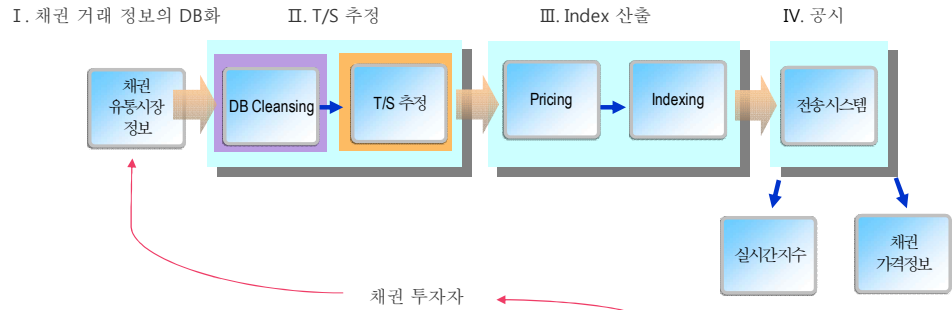 Ⅰ. 채권 거래 정보의 DB화
Ⅱ. T/S 추정
Ⅲ. Index 산출
Ⅳ. 공시
채권
유통시장
정보
DB Cleansing
T/S 추정
Pricing
Indexing
전송시스템
실시간지수
채권
가격정보
채권 투자자